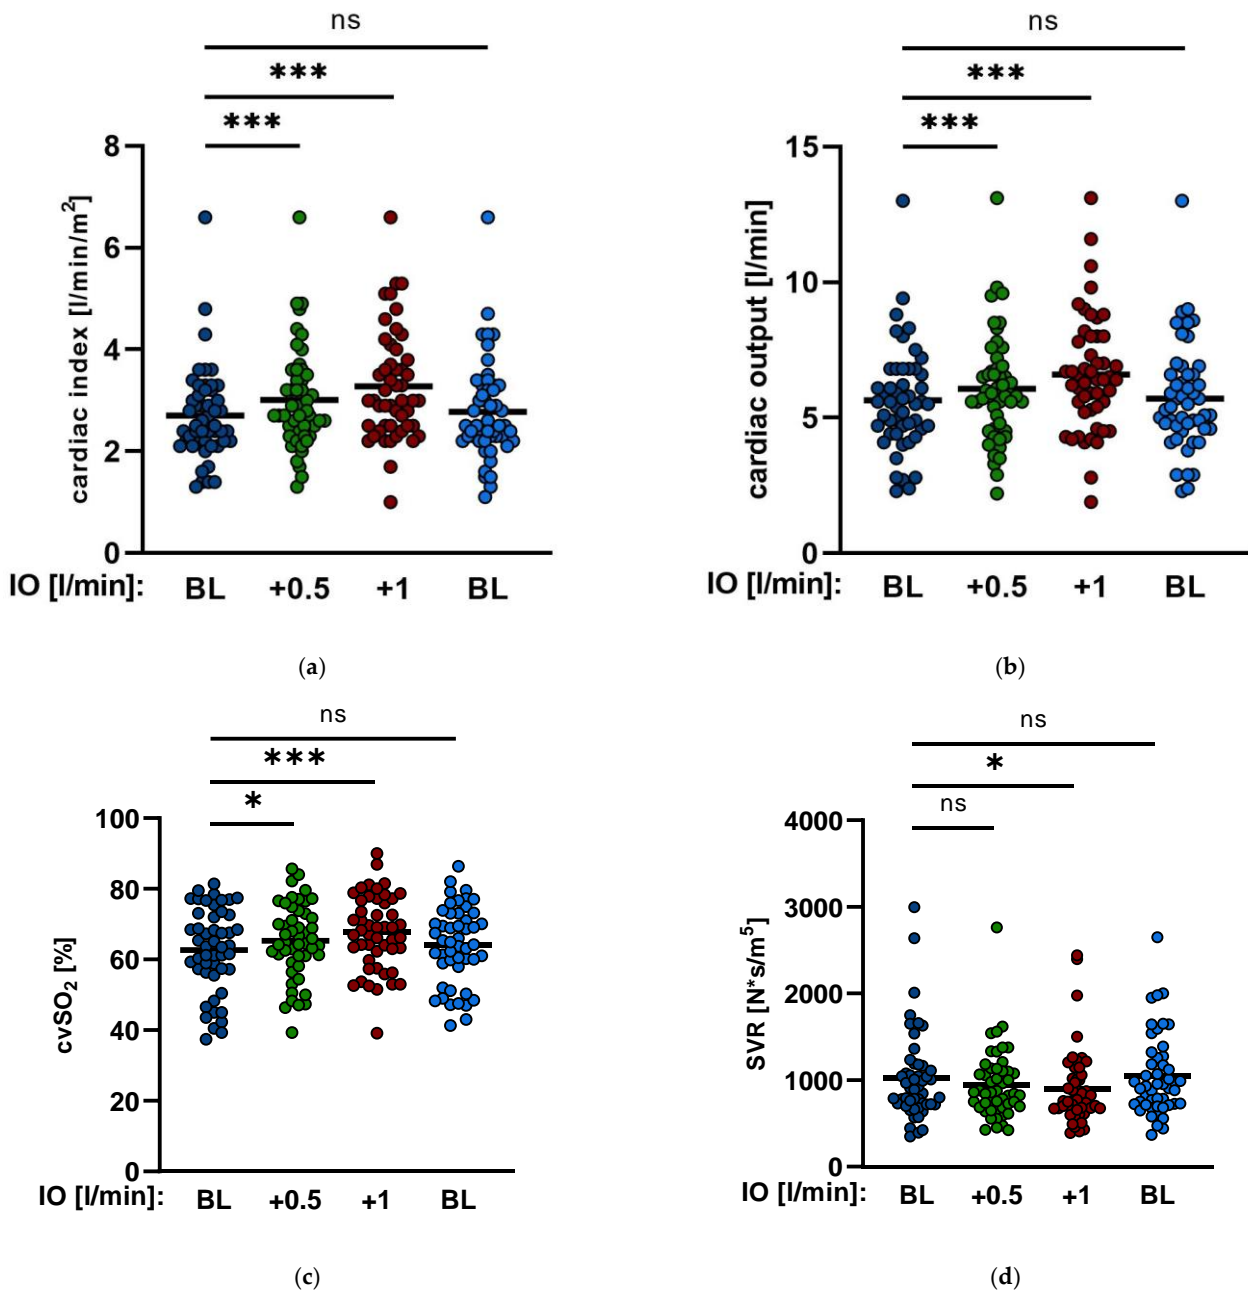 ns
***
***
8
6
4
2
0
cardiac index [l/min/m²]
IO [l/min]: BL +0.5 +1 BL
(a)
ns
***
***
15
10
5
0
cardiac output [l/min]
IO [l/min]: BL +0.5 +1 BL
(b)
ns
***
*
100
80
60
40
20
0
cvSO₂ [%]
IO [l/min]: BL +0.5 +1 BL
(c)
ns
*
ns
4000
3000
2000
1000
0
SVR [N*s/m⁵]
IO [l/min]: BL +0.5 +1 BL
(d)